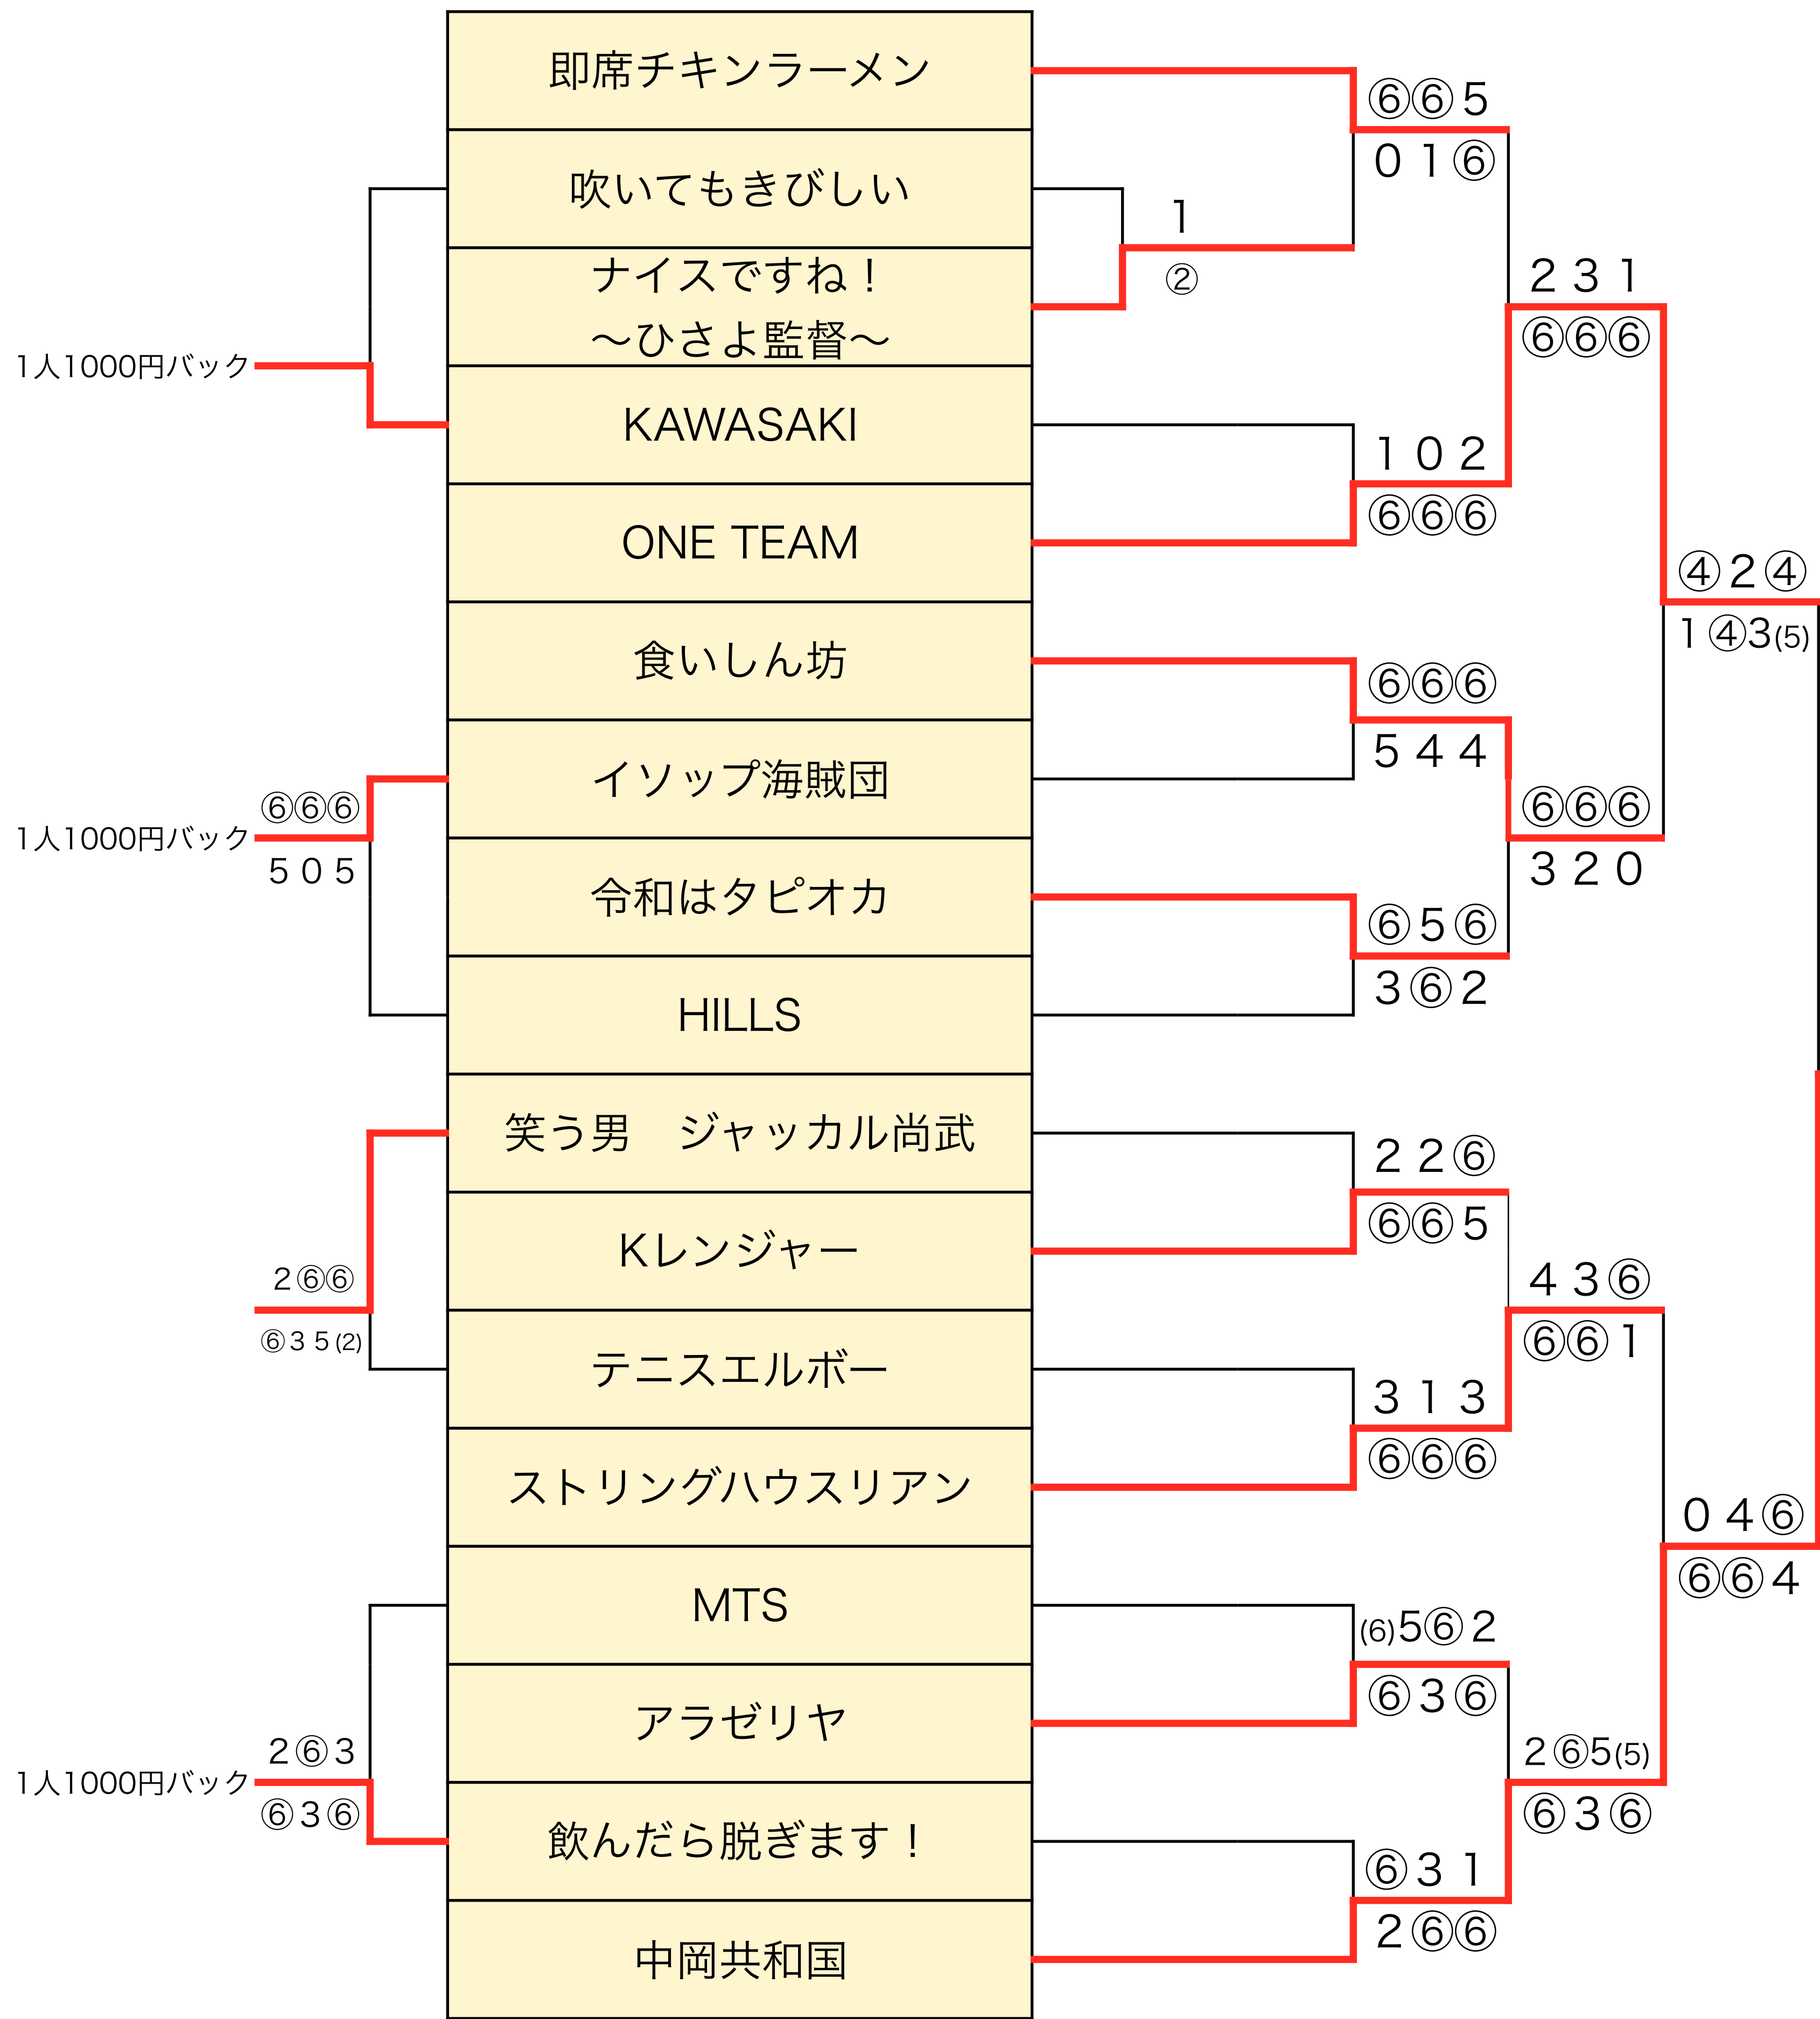 即席チキンラーメン
⑥⑥5
0 1⑥
吹いてもきびしい
1
②
ナイスですね！
～ひさよ監督～
2 3 1
⑥⑥⑥
1人1000円バック
KAWASAKI
1 0 2
⑥⑥⑥
ONE TEAM
④2④
1④3(5)
食いしん坊
⑥⑥⑥
5 4 4
イソップ海賊団
⑥⑥⑥
1人1000円バック
5 0 5
⑥⑥⑥
3 2 0
令和はタピオカ
⑥5⑥
3⑥2
HILLS
笑う男　ジャッカル尚武
2 2⑥
⑥⑥5
Kレンジャー
2⑥⑥
⑥3 5(2)
4 3⑥
⑥⑥1
テニスエルボー
3 1 3
⑥⑥⑥
ストリングハウスリアン
0 4⑥
⑥⑥4
MTS
(6)5⑥2
⑥3⑥
アラゼリヤ
2⑥3
1人1000円バック
⑥3⑥
2⑥5(5)
⑥3⑥
飲んだら脱ぎます！
⑥3 1
2⑥⑥
中岡共和国